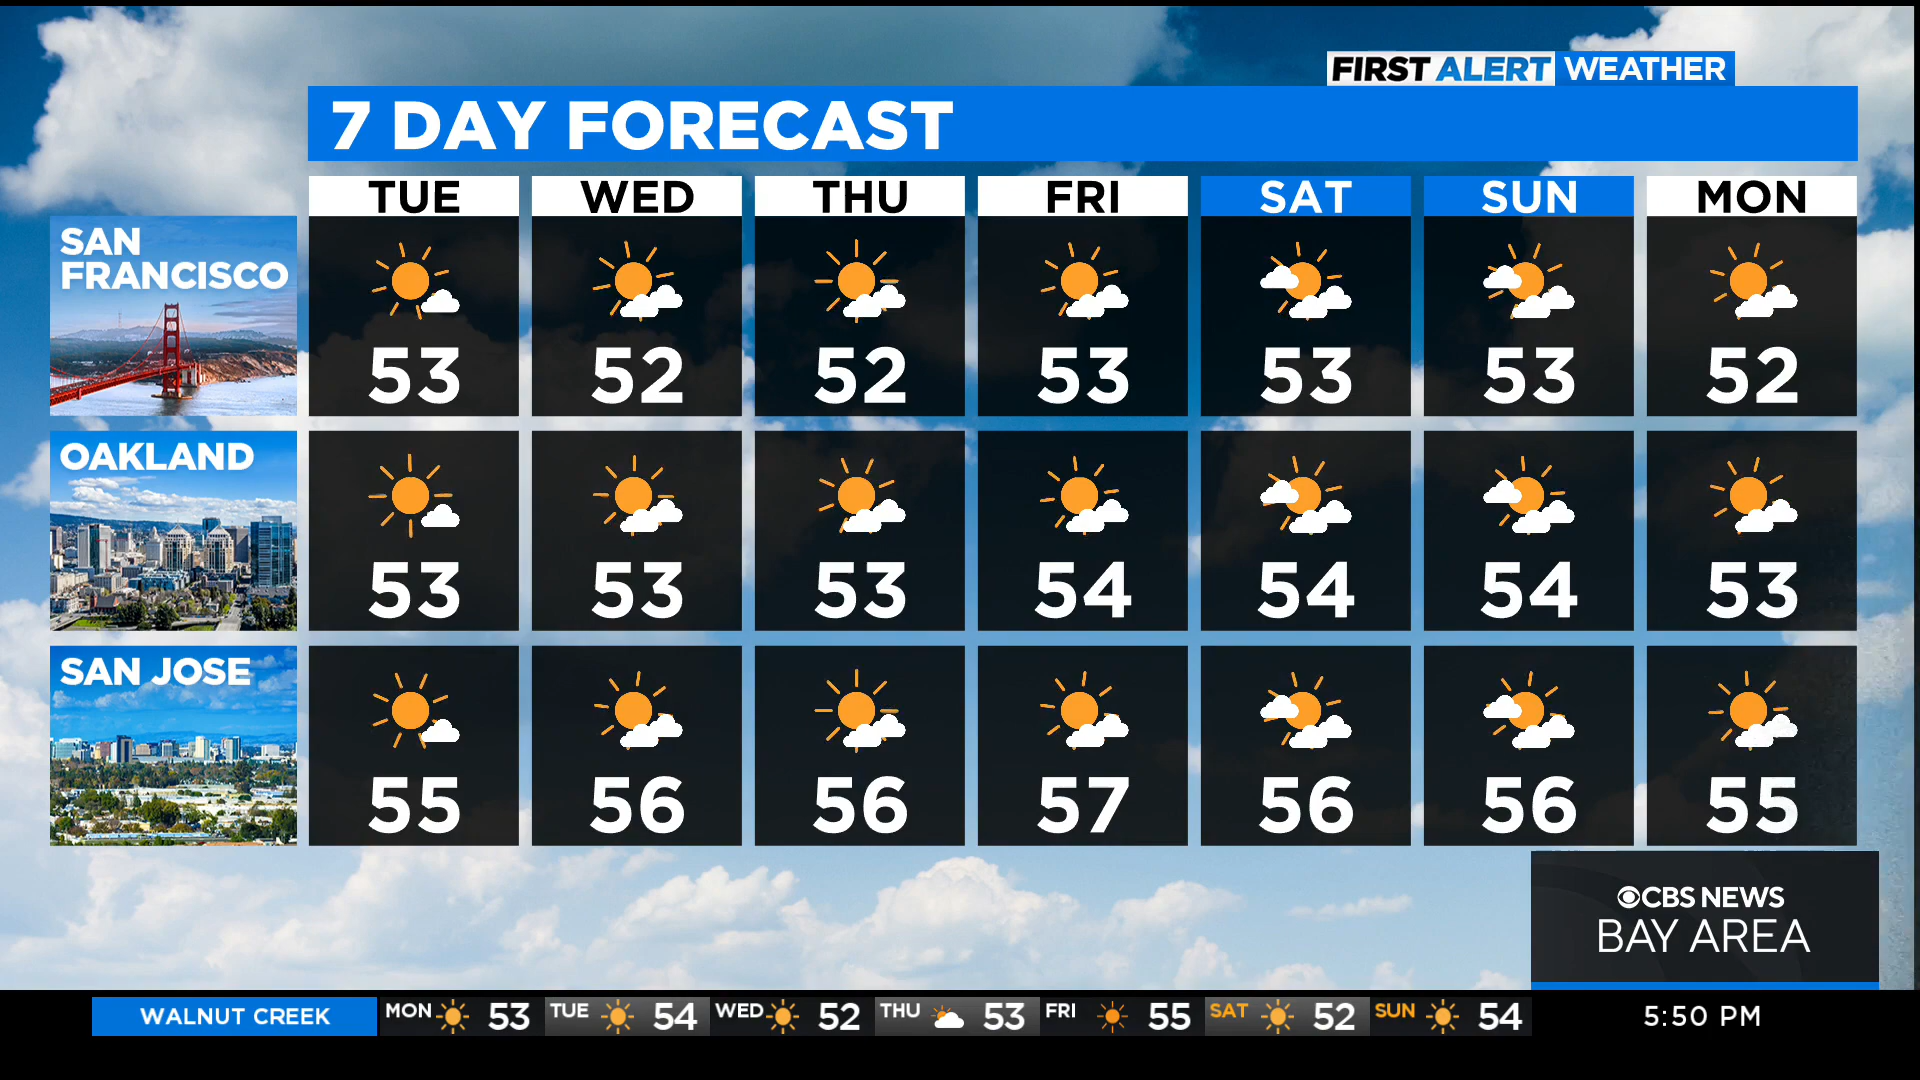 FIRST ALERT WEATHER
7 DAY FORECAST
TUE WED THU FRI SAT SUN MON
SAN
FRANCISCO
53 52 52 53 53 53 52
OAKLAND
53 53 53 54 54 54 53
SAN JOSE
55 56 56 57 56 56 55
CBS NEWS
BAY AREA
WALNUT CREEK MON 53 TUE 54 WED 52 THU 53 FRI 55 SAT 52 SUN 54 5:50 PM